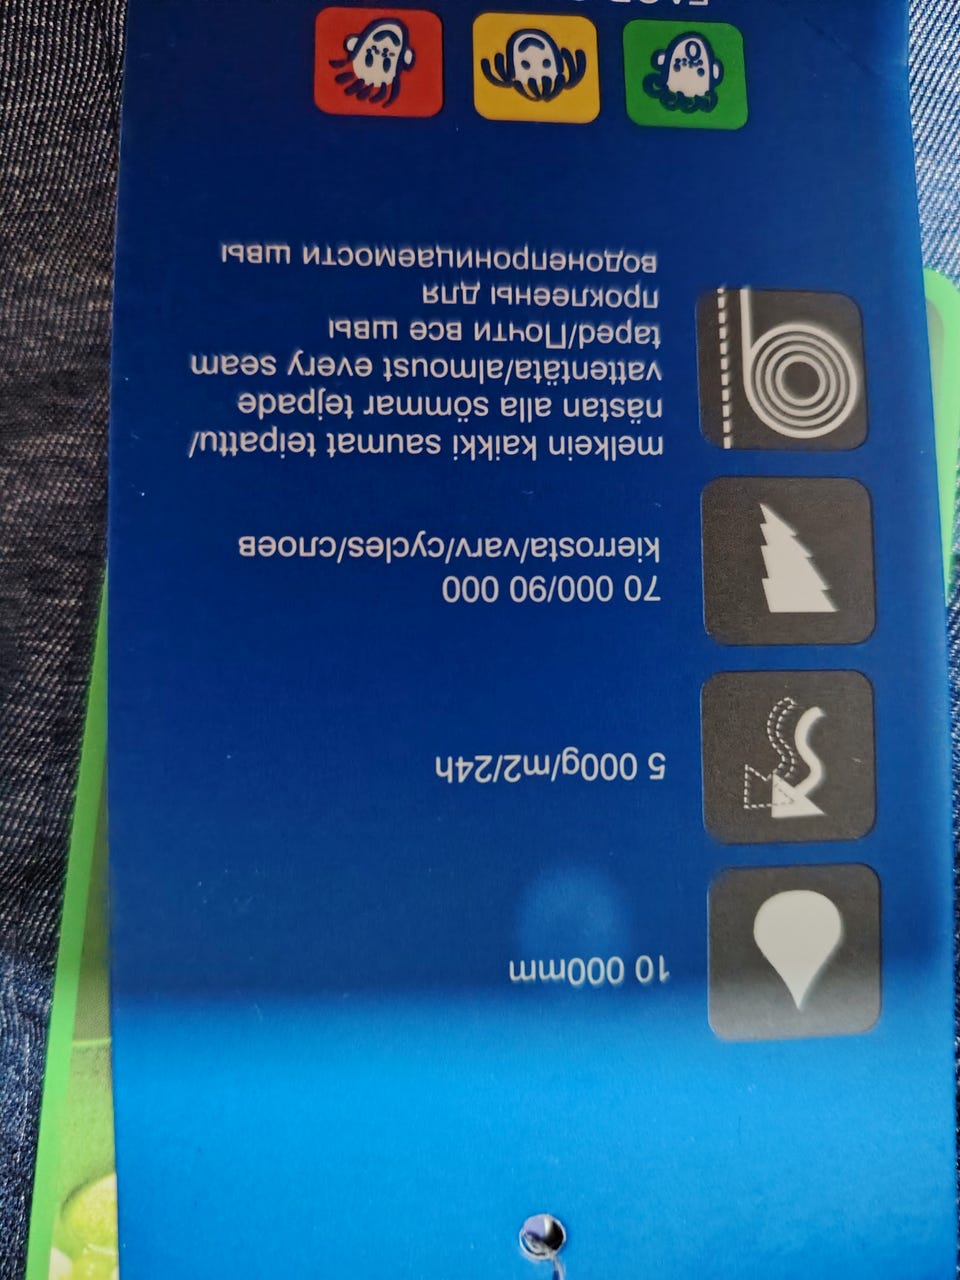 10 000mm
5 000g/m2/24h
70 000/90 000
kierrosta/varv/cycles/слоев
melkein kaikki saumat teipattu/
nästan alla sömmar tejpade
vattentäta/almoust every seam
taped/Почти все швы
проклеены для
водонепроницаемости швы